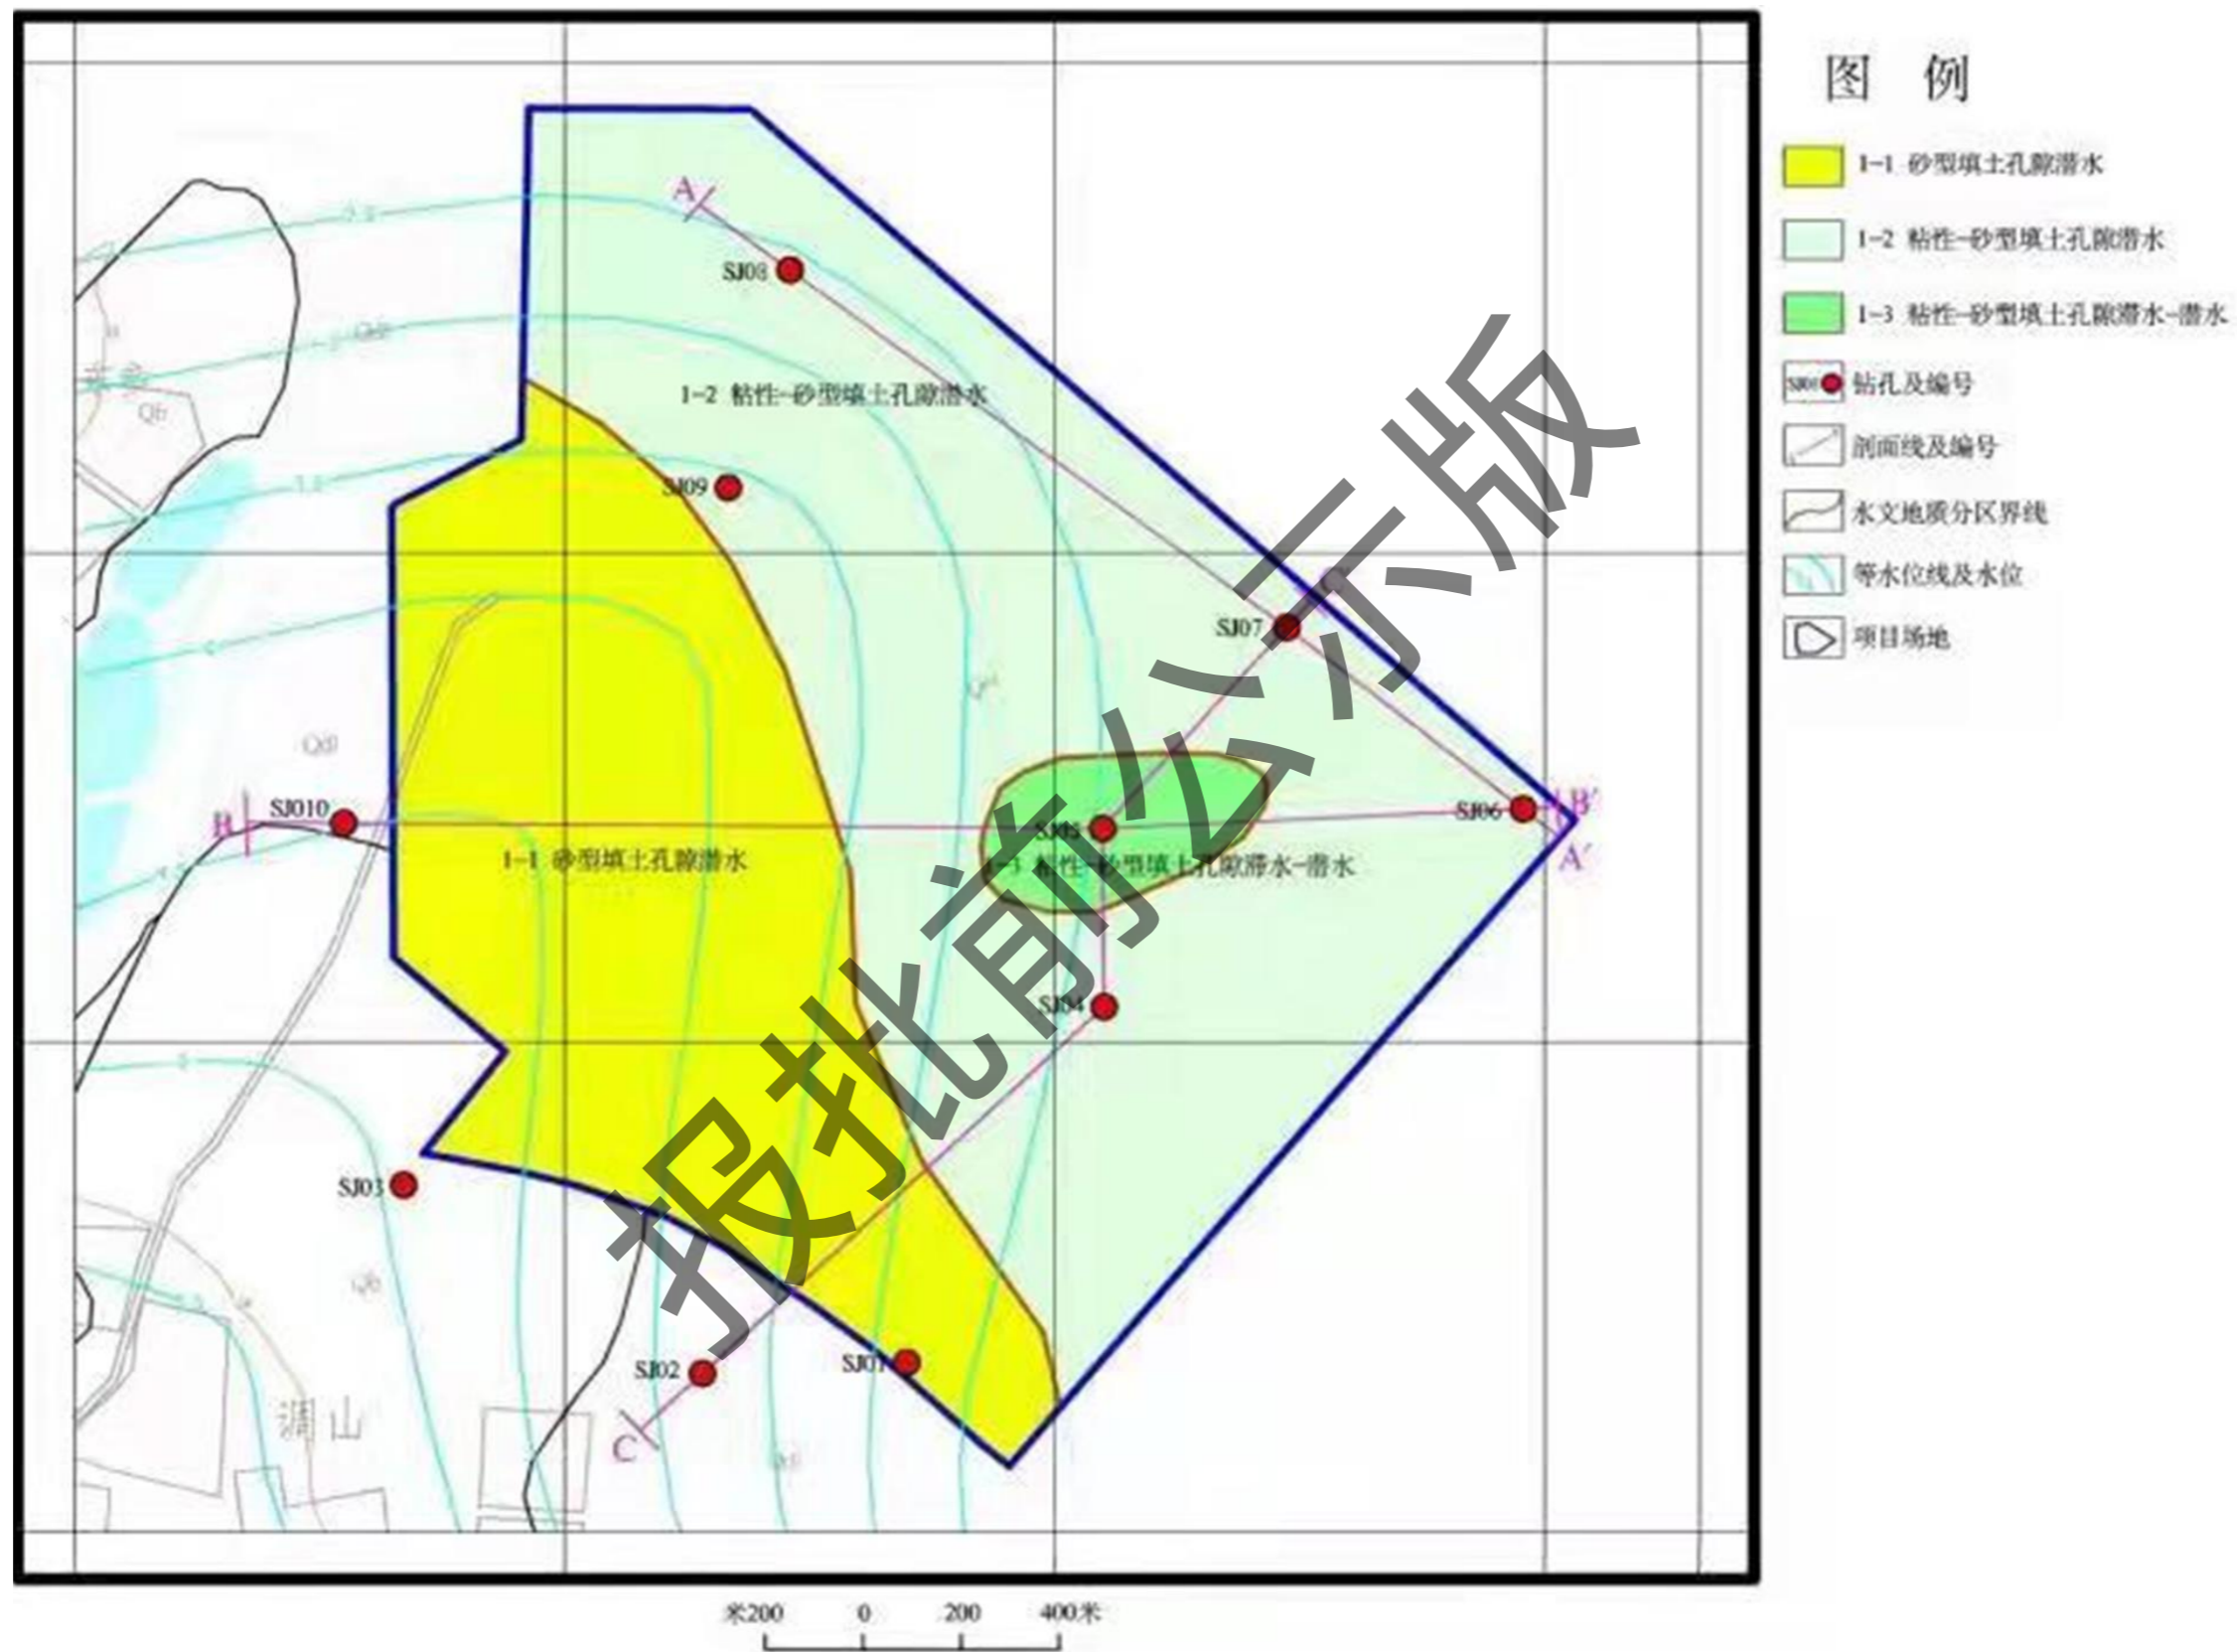 图 例
1-1 砂型填土孔隙潜水
1-2 粘性-砂型填土孔隙潜水
1-3 粘性-砂型填土孔隙滞水-潜水
SJ01 钻孔及编号
剖面线及编号
水文地质分区界线
等水位线及水位
项目场地
A
SJ08
1-2 粘性-砂型填土孔隙潜水
SJ09
SJ07
Qdl
B
SJ010
SJ05
SJ06
B'
A'
1-1 砂型填土孔隙潜水
1-3 粘性-砂型填土孔隙滞水-潜水
SJ04
SJ03
SJ02
SJ01
C
山
报批前公示版
米200 0 200 400米